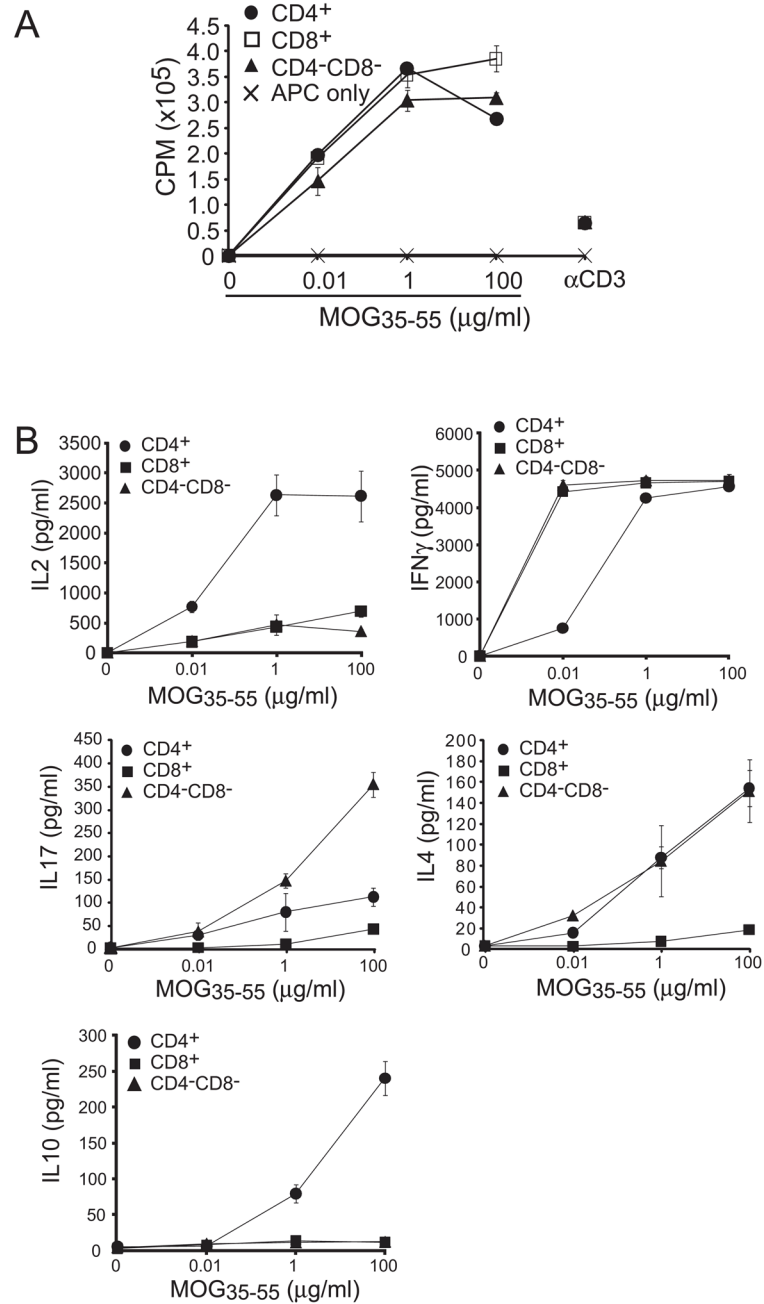 A
CD4+
CD8+
CD4-CD8-
APC only
CPM (x105)
4.5
4.0
3.5
3.0
2.5
2.0
1.5
1.0
0.5
0
0 0.01 1 100 αCD3
MOG35-55 (µg/ml)
B
CD4+
CD8+
CD4-CD8-
IL2 (pg/ml)
3500
3000
2500
2000
1500
1000
500
0
0 0.01 1 100
MOG35-55 (µg/ml)
CD4+
CD8+
CD4-CD8-
IFNγ (pg/ml)
6000
5000
4000
3000
2000
1000
0
0 0.01 1 100
MOG35-55 (µg/ml)
CD4+
CD8+
CD4-CD8-
IL17 (pg/ml)
450
400
350
300
250
200
150
100
50
0
0 0.01 1 100
MOG35-55 (µg/ml)
CD4+
CD8+
CD4-CD8-
IL4 (pg/ml)
200
180
160
140
120
100
80
60
40
20
0
0 0.01 1 100
MOG35-55 (µg/ml)
CD4+
CD8+
CD4-CD8-
IL10 (pg/ml)
300
250
200
150
100
50
0
0 0.01 1 100
MOG35-55 (µg/ml)